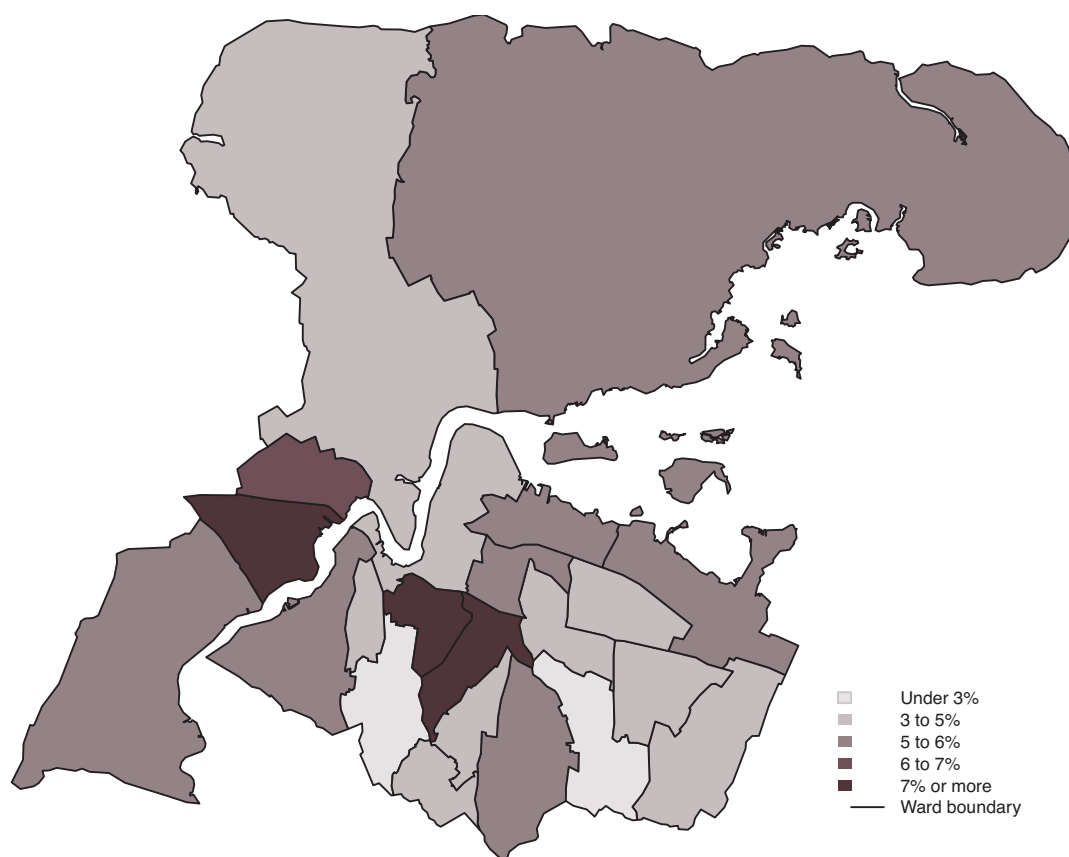 Under 3%
3 to 5%
5 to 6%
6 to 7%
7% or more
Ward boundary